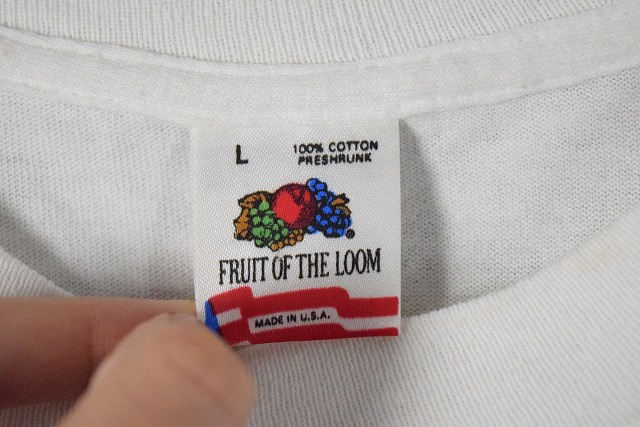 L
100% COTTON
PRESHRUNK
®
FRUIT OF THE LOOM
MADE IN U.S.A.